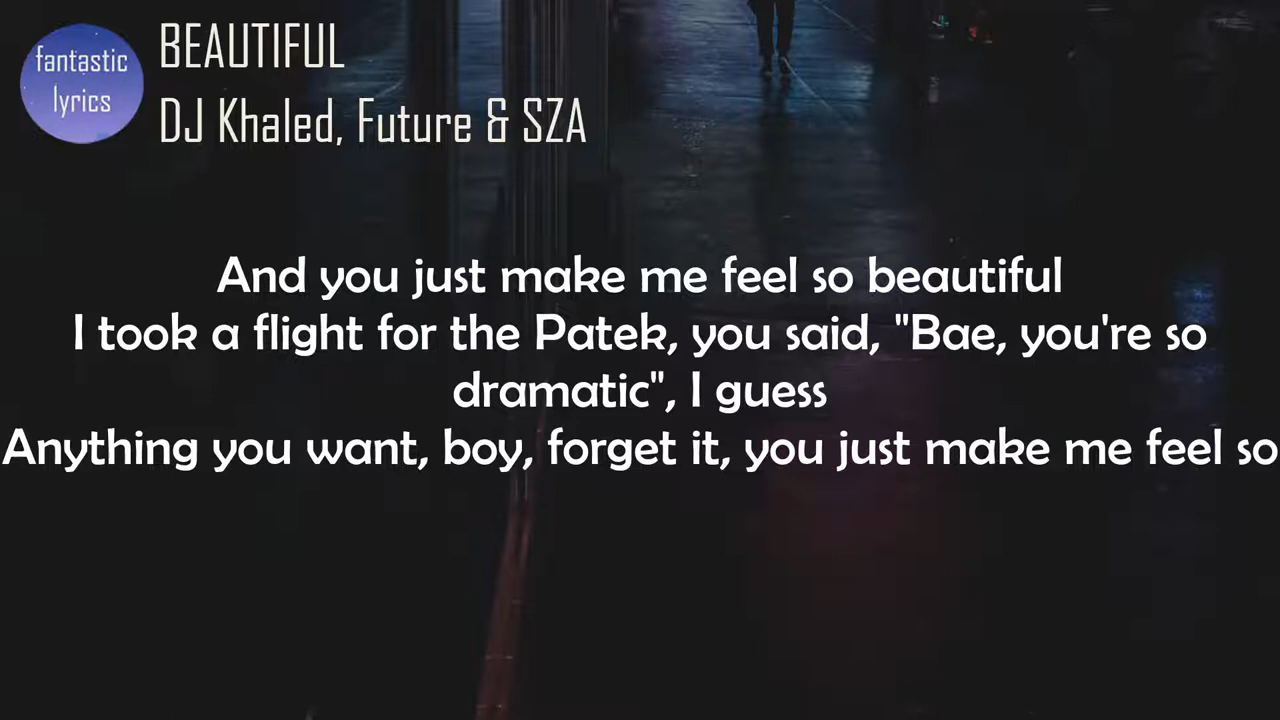 fantastic
lyrics
BEAUTIFUL
DJ Khaled, Future & SZA
And you just make me feel so beautiful
I took a flight for the Patek, you said, "Bae, you're so
dramatic", I guess
Anything you want, boy, forget it, you just make me feel so